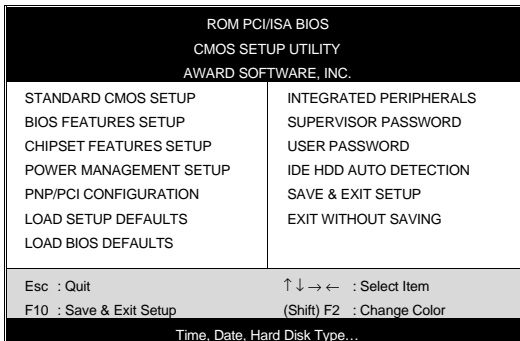 ROM PCI/ISA BIOS
CMOS SETUP UTILITY
AWARD SOFTWARE, INC.
STANDARD CMOS SETUP
BIOS FEATURES SETUP
CHIPSET FEATURES SETUP
POWER MANAGEMENT SETUP
PNP/PCI CONFIGURATION
LOAD SETUP DEFAULTS
LOAD BIOS DEFAULTS
INTEGRATED PERIPHERALS
SUPERVISOR PASSWORD
USER PASSWORD
IDE HDD AUTO DETECTION
SAVE & EXIT SETUP
EXIT WITHOUT SAVING
Esc : Quit
F10 : Save & Exit Setup
↑↓→← : Select Item
(Shift) F2 : Change Color
Time, Date, Hard Disk Type…